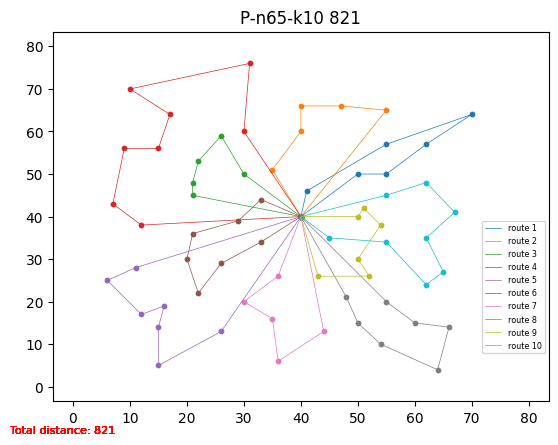 P-n65-k10 821
80
70
60
50
40
30
20
10
0
0 10 20 30 40 50 60 70 80
route 1
route 2
route 3
route 4
route 5
route 6
route 7
route 8
route 9
route 10
Total distance: 821